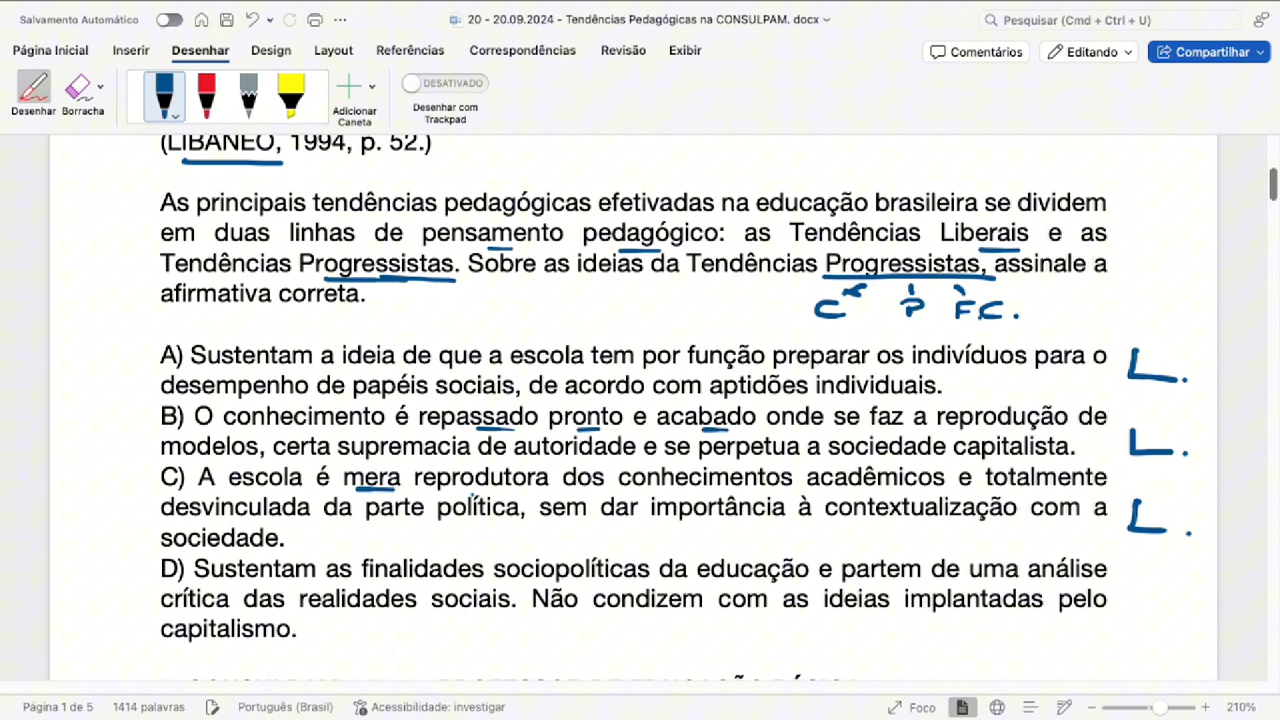 Salvamento Automático
20 - 20.09.2024 - Tendências Pedagógicas na CONSULPAM.docx
Pesquisar (Cmd + Ctrl + U)
Página Inicial Inserir Desenhar Design Layout Referências Correspondências Revisão Exibir
Comentários Editando Compartilhar
Desenhar Borracha
Adicionar Caneta
DESATIVADO
Desenhar com Trackpad
(LIBÂNEO, 1994, p. 52.)
As principais tendências pedagógicas efetivadas na educação brasileira se dividem
em duas linhas de pensamento pedagógico: as Tendências Liberais e as
Tendências Progressistas. Sobre as ideias da Tendências Progressistas, assinale a
afirmativa correta.
C P F.C.
A) Sustentam a ideia de que a escola tem por função preparar os indivíduos para o
desempenho de papéis sociais, de acordo com aptidões individuais.
L.
B) O conhecimento é repassado pronto e acabado onde se faz a reprodução de
modelos, certa supremacia de autoridade e se perpetua a sociedade capitalista.
L.
C) A escola é mera reprodutora dos conhecimentos acadêmicos e totalmente
desvinculada da parte política, sem dar importância à contextualização com a
sociedade.
L.
D) Sustentam as finalidades sociopolíticas da educação e partem de uma análise
crítica das realidades sociais. Não condizem com as ideias implantadas pelo
capitalismo.
Página 1 de 5 1414 palavras Português (Brasil) Acessibilidade: investigar
Foco 210%